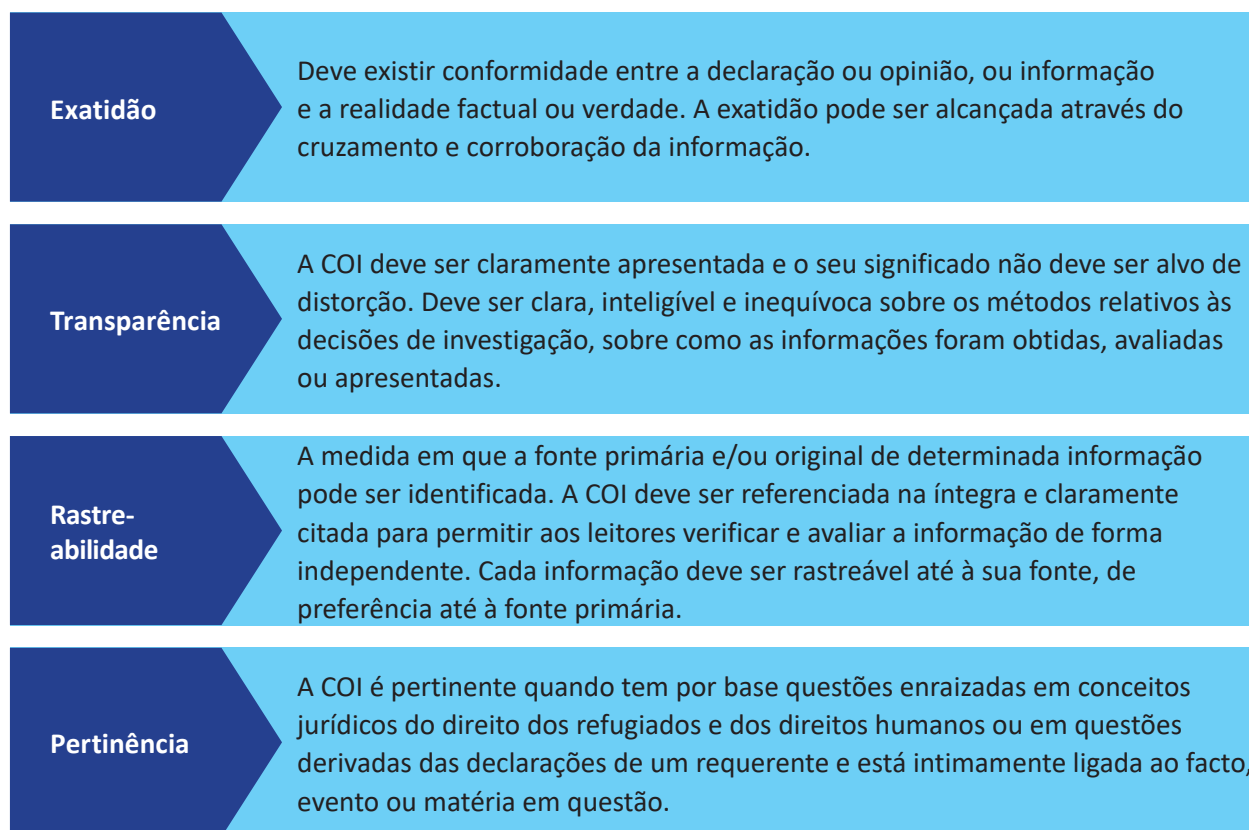 Exatidão
Deve existir conformidade entre a declaração ou opinião, ou informação
e a realidade factual ou verdade. A exatidão pode ser alcançada através do
cruzamento e corroboração da informação.
Transparência
A COI deve ser claramente apresentada e o seu significado não deve ser alvo de
distorção. Deve ser clara, inteligível e inequívoca sobre os métodos relativos às
decisões de investigação, sobre como as informações foram obtidas, avaliadas
ou apresentadas.
Rastre-
abilidade
A medida em que a fonte primária e/ou original de determinada informação
pode ser identificada. A COI deve ser referenciada na íntegra e claramente
citada para permitir aos leitores verificar e avaliar a informação de forma
independente. Cada informação deve ser rastreável até à sua fonte, de
preferência até à fonte primária.
Pertinência
A COI é pertinente quando tem por base questões enraizadas em conceitos
jurídicos do direito dos refugiados e dos direitos humanos ou em questões
derivadas das declarações de um requerente e está intimamente ligada ao facto,
evento ou matéria em questão.